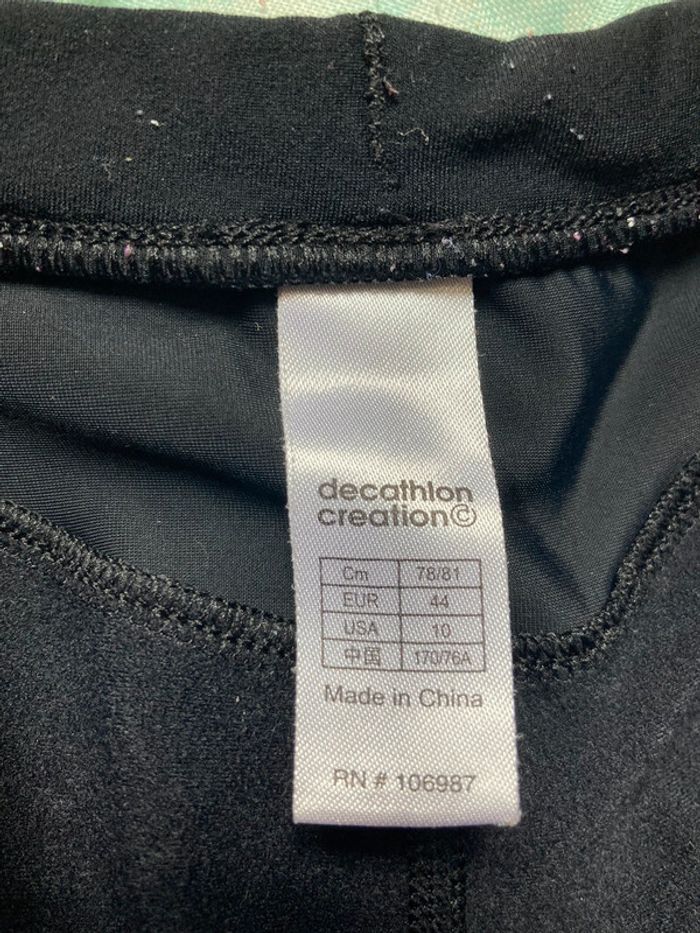 decathlon
creation©
Cm 78/81
EUR 44
USA 10
中国 170/76A
Made in China
RN # 106987